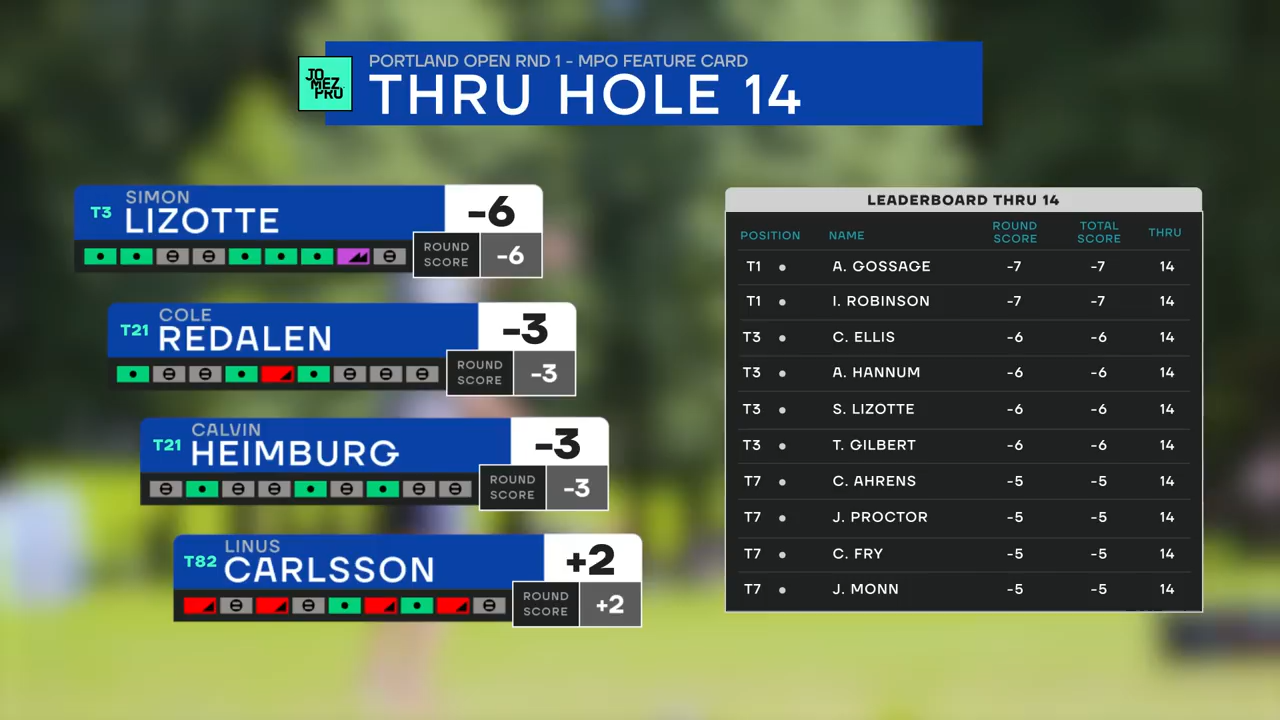 JOMEZPRO
PORTLAND OPEN RND 1 - MPO FEATURE CARD
THRU HOLE 14
T3 SIMON LIZOTTE -6
ROUND SCORE -6
T21 COLE REDALEN -3
ROUND SCORE -3
T21 CALVIN HEIMBURG -3
ROUND SCORE -3
T82 LINUS CARLSSON +2
ROUND SCORE +2
LEADERBOARD THRU 14
POSITION NAME ROUND SCORE TOTAL SCORE THRU
T1 A. GOSSAGE -7 -7 14
T1 I. ROBINSON -7 -7 14
T3 C. ELLIS -6 -6 14
T3 A. HANNUM -6 -6 14
T3 S. LIZOTTE -6 -6 14
T3 T. GILBERT -6 -6 14
T7 C. AHRENS -5 -5 14
T7 J. PROCTOR -5 -5 14
T7 C. FRY -5 -5 14
T7 J. MONN -5 -5 14